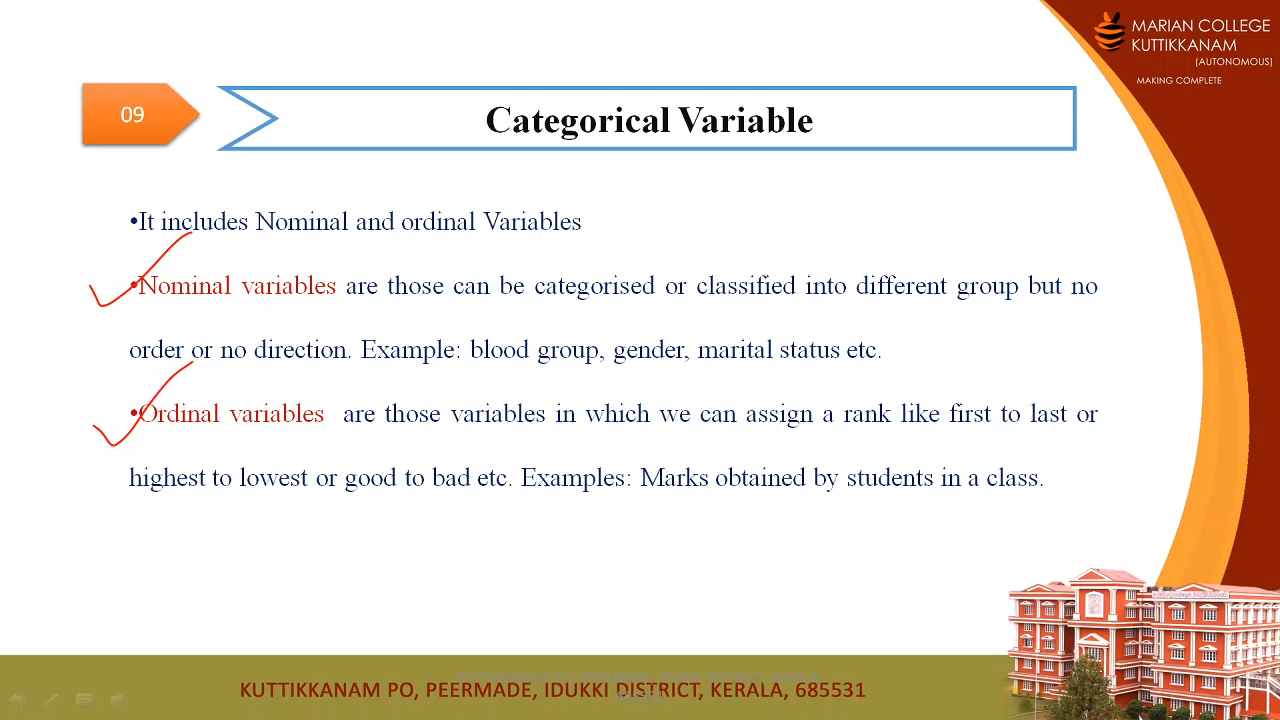 MARIAN COLLEGE
KUTTIKKANAM
(AUTONOMOUS)
MAKING COMPLETE
09
Categorical Variable
•It includes Nominal and ordinal Variables
•Nominal variables are those can be categorised or classified into different group but no
order or no direction. Example: blood group, gender, marital status etc.
•Ordinal variables are those variables in which we can assign a rank like first to last or
highest to lowest or good to bad etc. Examples: Marks obtained by students in a class.
KUTTIKKANAM PO, PEERMADE, IDUKKI DISTRICT, KERALA, 685531